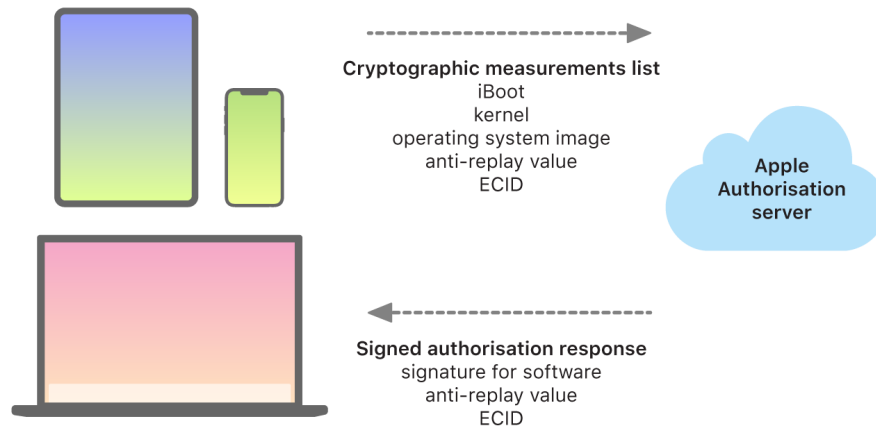 Cryptographic measurements list
iBoot
kernel
operating system image
anti-replay value
ECID
Apple
Authorisation
server
Signed authorisation response
signature for software
anti-replay value
ECID